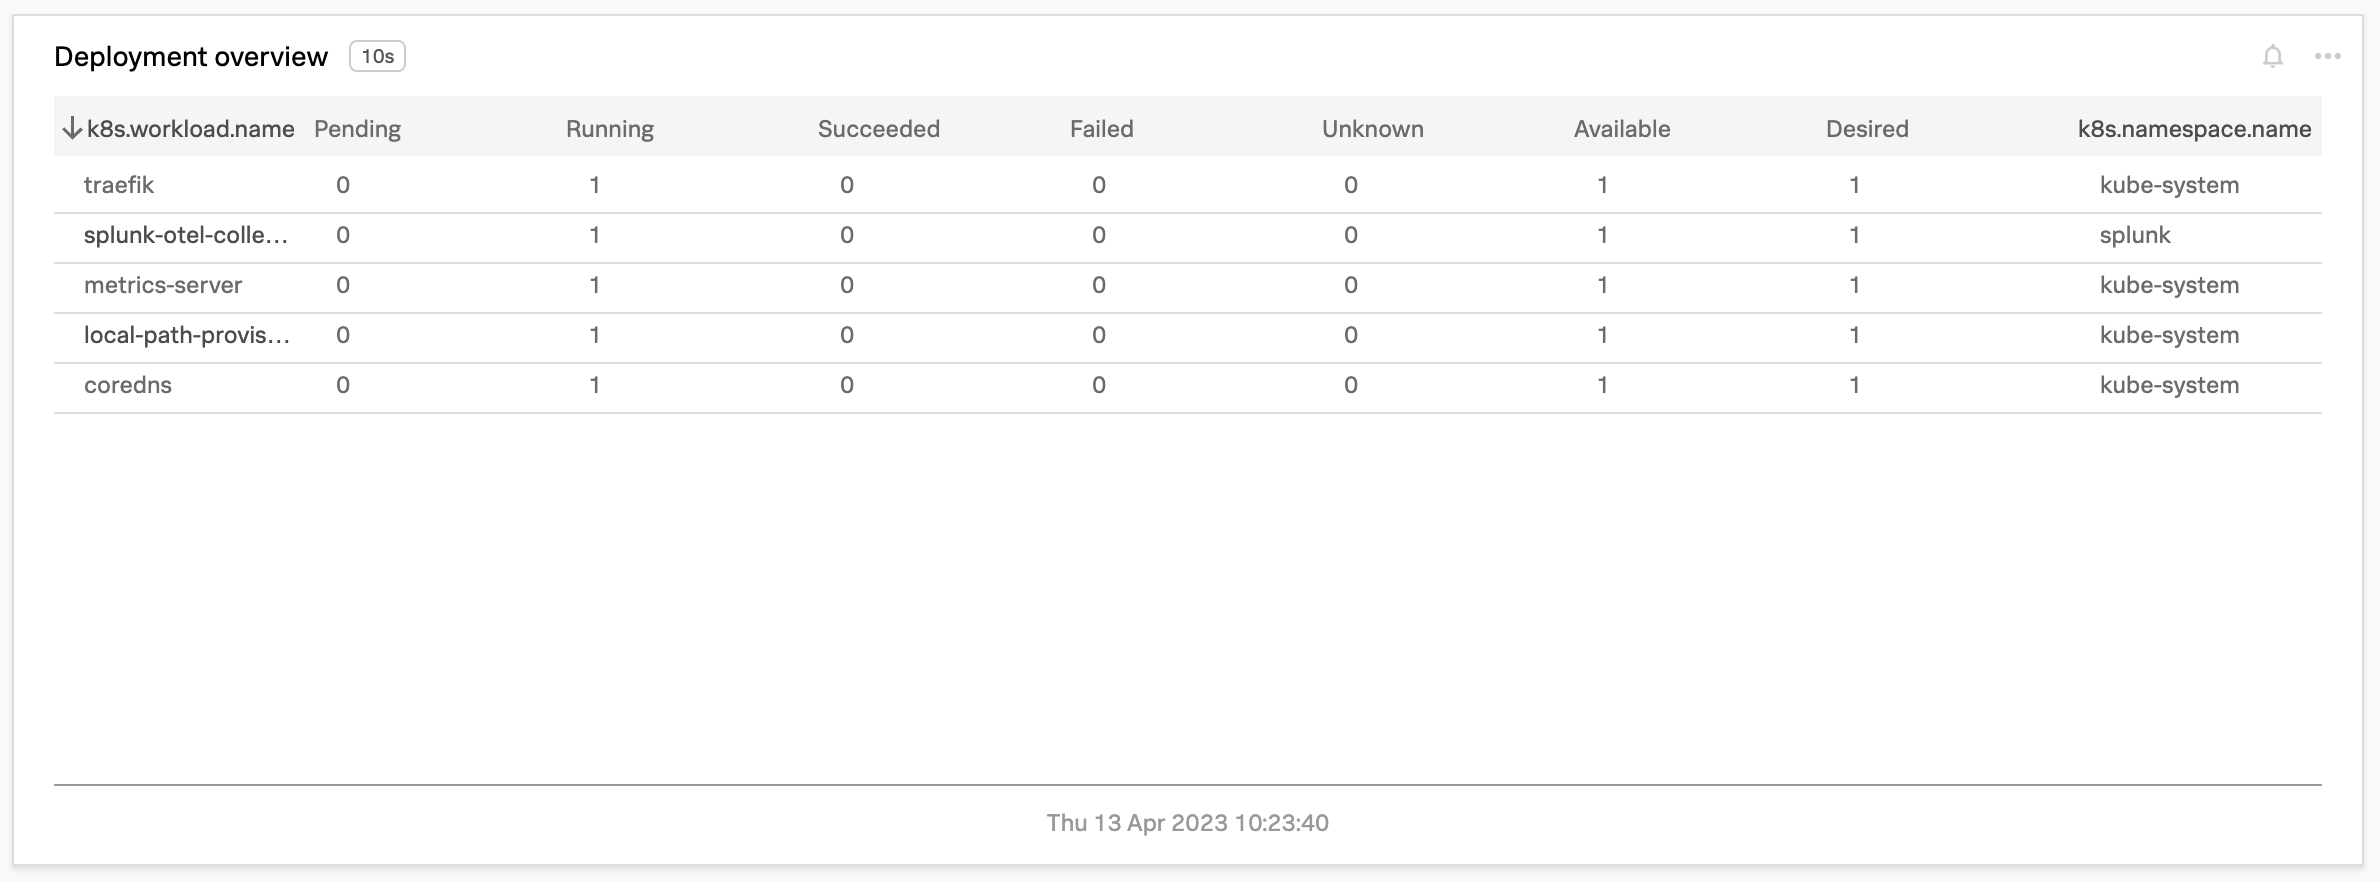 Deployment overview 10s
k8s.workload.name Pending Running Succeeded Failed Unknown Available Desired k8s.namespace.name
traefik 0 1 0 0 0 1 1 kube-system
splunk-otel-colle... 0 1 0 0 0 1 1 splunk
metrics-server 0 1 0 0 0 1 1 kube-system
local-path-provis... 0 1 0 0 0 1 1 kube-system
coredns 0 1 0 0 0 1 1 kube-system
Thu 13 Apr 2023 10:23:40